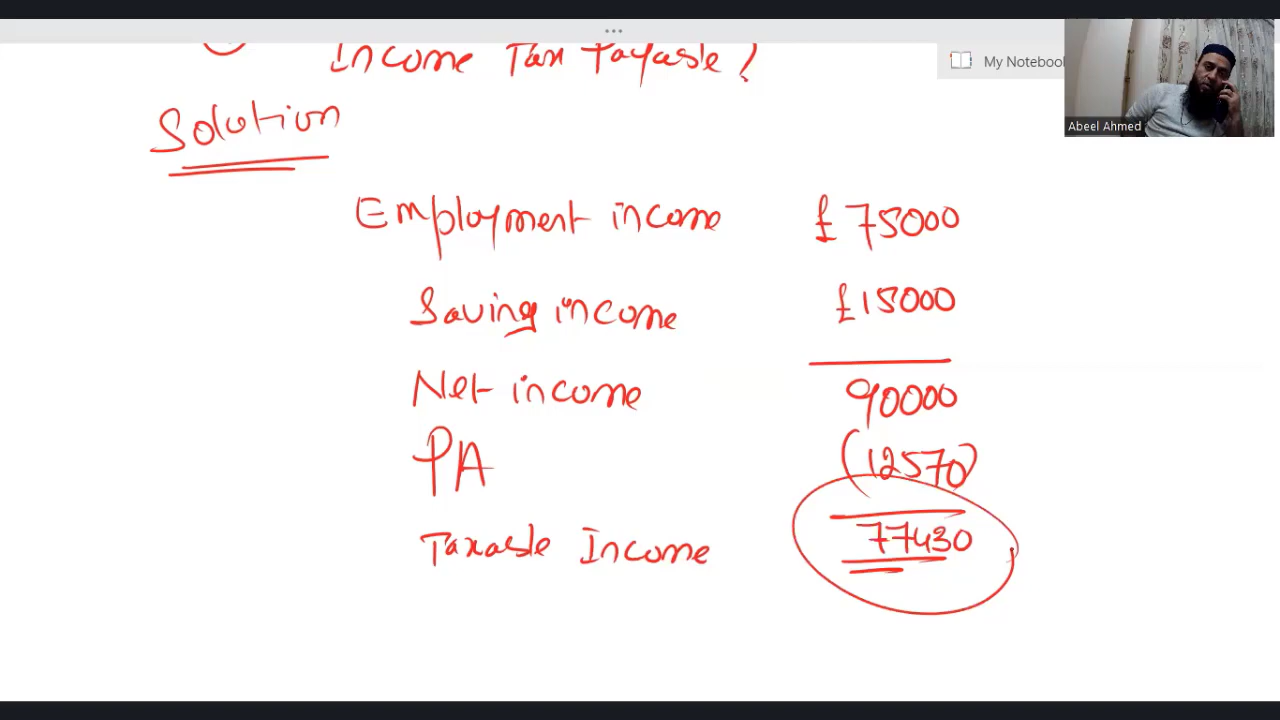 Income Tax Payable?
My Notebook
Abeel Ahmed
Solution
Employment income £75000
Saving income £15000
Net income 90000
PA (12570)
Taxable Income 77430